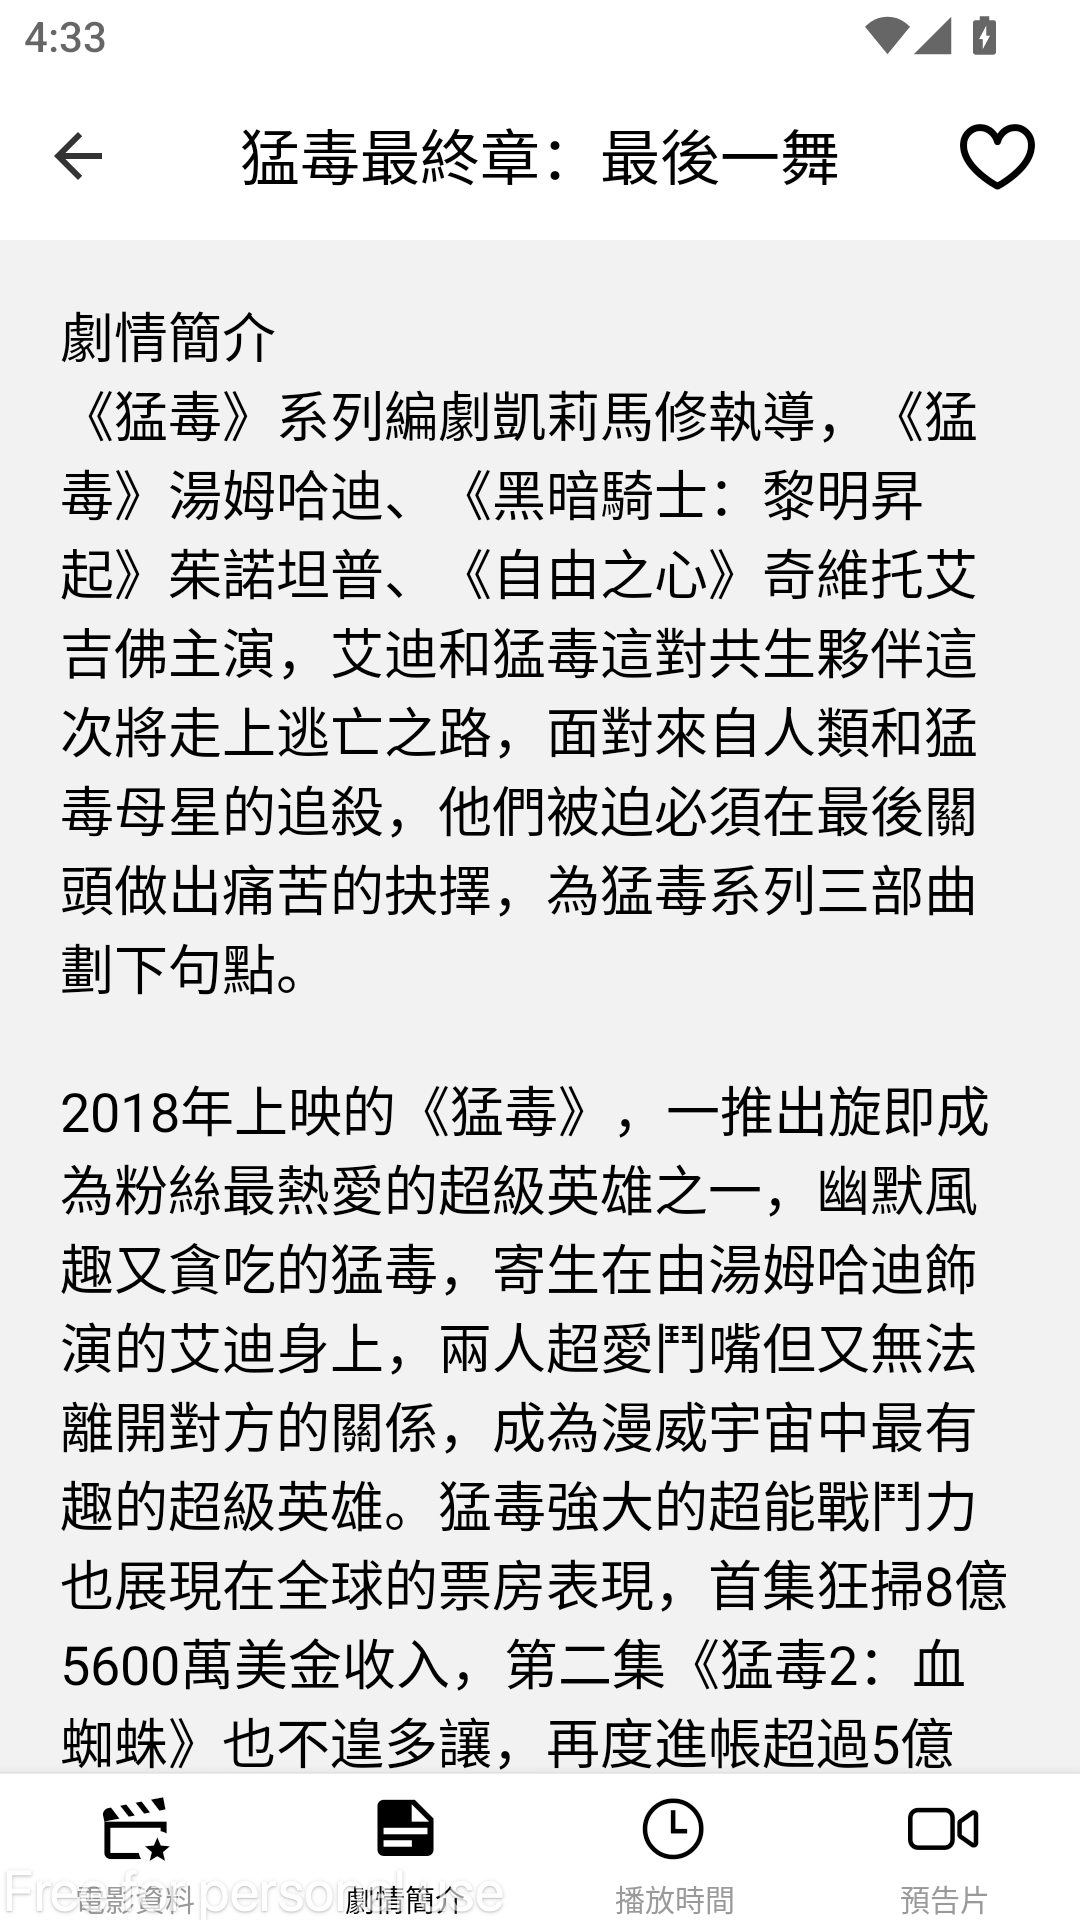 4:33
猛毒最終章：最後一舞
劇情簡介
《猛毒》系列編劇凱莉馬修執導，《猛
毒》湯姆哈迪、《黑暗騎士：黎明昇
起》茱諾坦普、《自由之心》奇維托艾
吉佛主演，艾迪和猛毒這對共生夥伴這
次將走上逃亡之路，面對來自人類和猛
毒母星的追殺，他們被迫必須在最後關
頭做出痛苦的抉擇，為猛毒系列三部曲
劃下句點。
2018年上映的《猛毒》，一推出旋即成
為粉絲最熱愛的超級英雄之一，幽默風
趣又貪吃的猛毒，寄生在由湯姆哈迪飾
演的艾迪身上，兩人超愛鬥嘴但又無法
離開對方的關係，成為漫威宇宙中最有
趣的超級英雄。猛毒強大的超能戰鬥力
也展現在全球的票房表現，首集狂掃8億
5600萬美金收入，第二集《猛毒2：血
蜘蛛》也不遑多讓，再度進帳超過5億
電影資料 劇情簡介 播放時間 預告片
Free for personal use